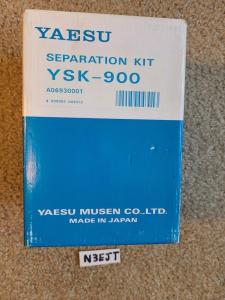 YAESU
SEPARATION KIT
YSK-900
A06930001
YAESU MUSEN CO.,LTD.
MADE IN JAPAN
N3EJT